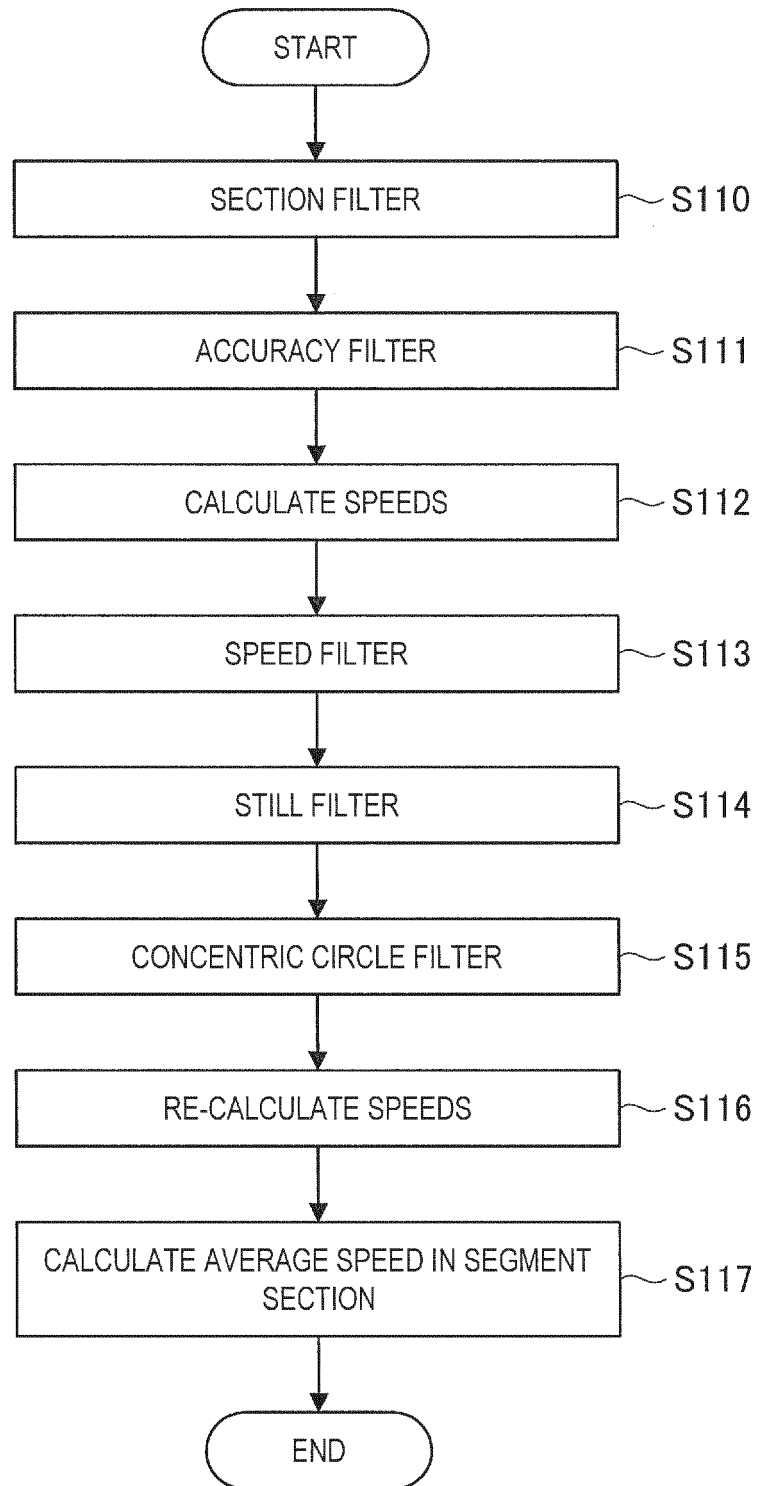 START
SECTION FILTER
S110
ACCURACY FILTER
S111
CALCULATE SPEEDS
S112
SPEED FILTER
S113
STILL FILTER
S114
CONCENTRIC CIRCLE FILTER
S115
RE-CALCULATE SPEEDS
S116
CALCULATE AVERAGE SPEED IN SEGMENT
SECTION
S117
END